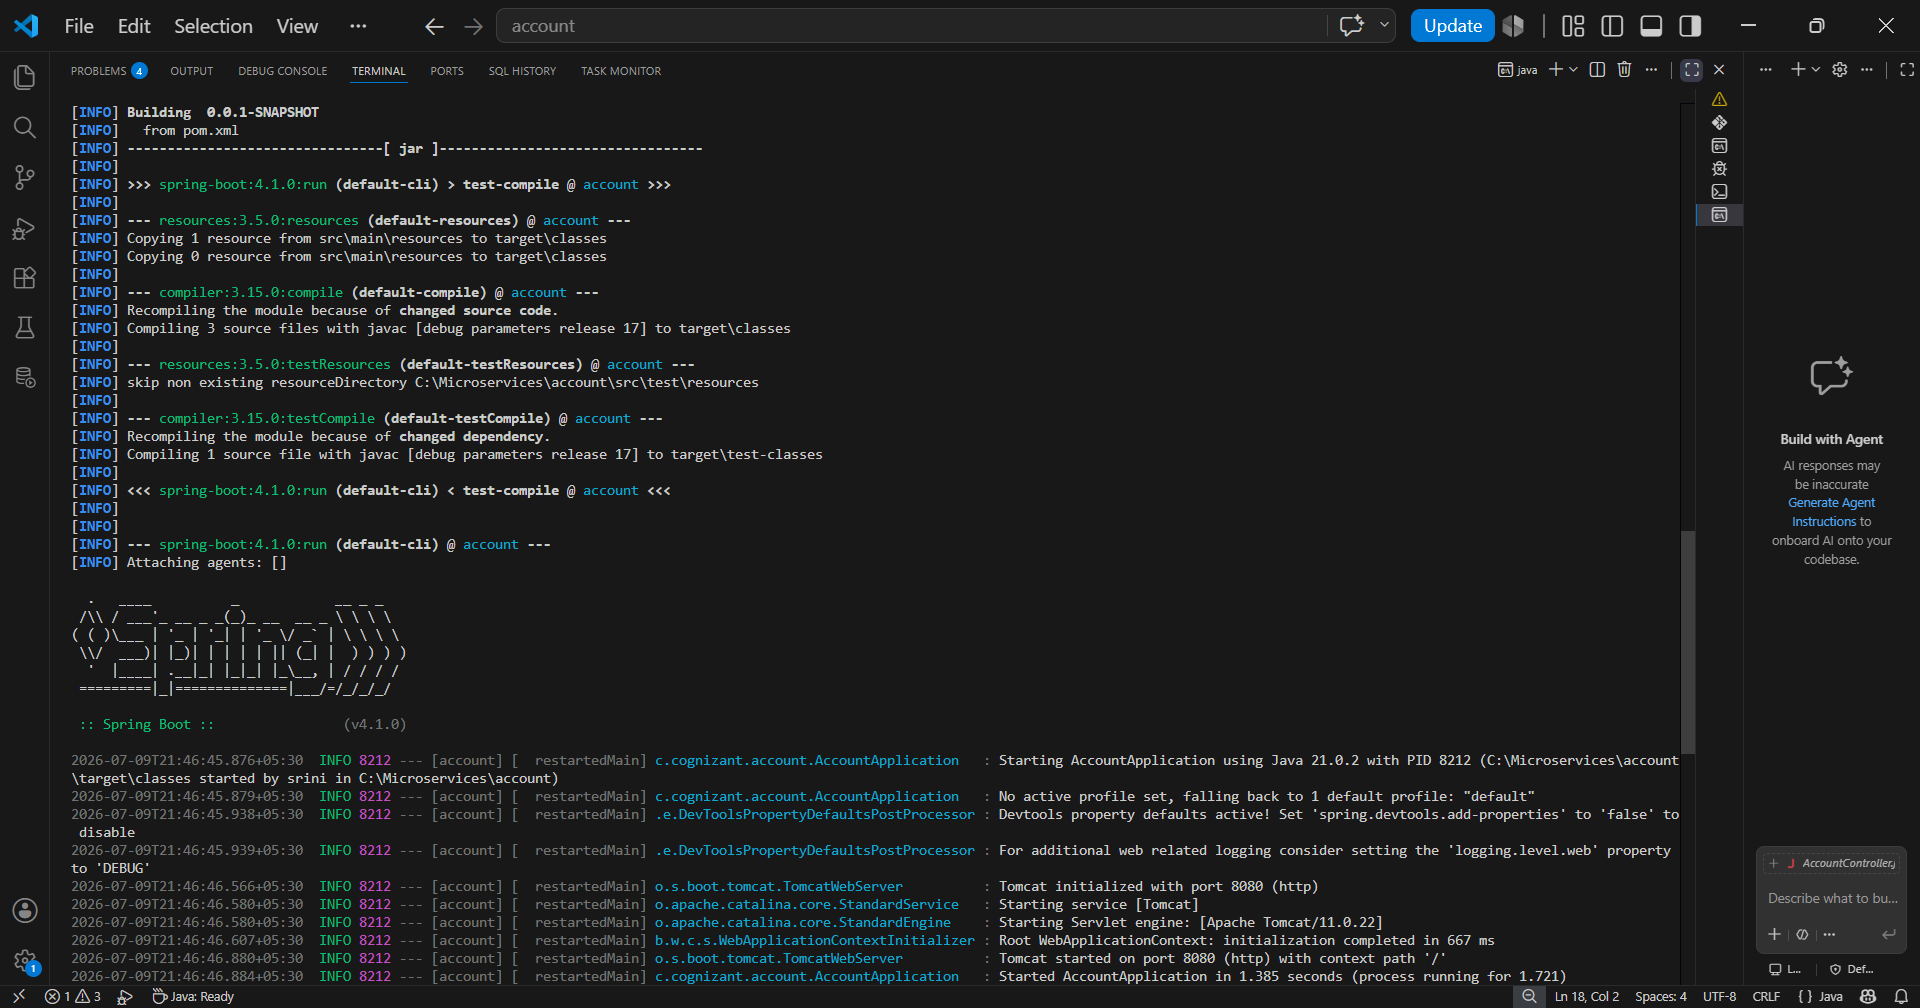 File Edit Selection View ··· account Update
PROBLEMS 4 OUTPUT DEBUG CONSOLE TERMINAL PORTS SQL HISTORY TASK MONITOR java
[INFO] Building  0.0.1-SNAPSHOT
[INFO]   from pom.xml
[INFO] --------------------------------[ jar ]---------------------------------
[INFO]
[INFO] >>> spring-boot:4.1.0:run (default-cli) > test-compile @ account >>>
[INFO]
[INFO] --- resources:3.5.0:resources (default-resources) @ account ---
[INFO] Copying 1 resource from src\main\resources to target\classes
[INFO] Copying 0 resource from src\main\resources to target\classes
[INFO]
[INFO] --- compiler:3.15.0:compile (default-compile) @ account ---
[INFO] Recompiling the module because of changed source code.
[INFO] Compiling 3 source files with javac [debug parameters release 17] to target\classes
[INFO]
[INFO] --- resources:3.5.0:testResources (default-testResources) @ account ---
[INFO] skip non existing resourceDirectory C:\Microservices\account\src\test\resources
[INFO]
[INFO] --- compiler:3.15.0:testCompile (default-testCompile) @ account ---
[INFO] Recompiling the module because of changed dependency.
[INFO] Compiling 1 source file with javac [debug parameters release 17] to target\test-classes
[INFO]
[INFO] <<< spring-boot:4.1.0:run (default-cli) < test-compile @ account <<<
[INFO]
[INFO]
[INFO] --- spring-boot:4.1.0:run (default-cli) @ account ---
[INFO] Attaching agents: []
  .   ____          _            __ _ _
 /\\ / ___'_ __ _ _(_)_ __  __ _ \ \ \ \
( ( )\___ | '_ | '_| | '_ \/ _` | \ \ \ \
 \\/  ___)| |_)| | | | | || (_| |  ) ) ) )
  '  |____| .__|_| |_|_| |_\__, | / / / /
 =========|_|==============|___/=/_/_/_/
 :: Spring Boot ::                (v4.1.0)
2026-07-09T21:46:45.876+05:30  INFO 8212 --- [account] [  restartedMain] c.cognizant.account.AccountApplication   : Starting AccountApplication using Java 21.0.2 with PID 8212 (C:\Microservices\account
\target\classes started by srini in C:\Microservices\account)
2026-07-09T21:46:45.879+05:30  INFO 8212 --- [account] [  restartedMain] c.cognizant.account.AccountApplication   : No active profile set, falling back to 1 default profile: "default"
2026-07-09T21:46:45.938+05:30  INFO 8212 --- [account] [  restartedMain] .e.DevToolsPropertyDefaultsPostProcessor : Devtools property defaults active! Set 'spring.devtools.add-properties' to 'false' to
 disable
2026-07-09T21:46:45.939+05:30  INFO 8212 --- [account] [  restartedMain] .e.DevToolsPropertyDefaultsPostProcessor : For additional web related logging consider setting the 'logging.level.web' property
to 'DEBUG'
2026-07-09T21:46:46.566+05:30  INFO 8212 --- [account] [  restartedMain] o.s.boot.tomcat.TomcatWebServer          : Tomcat initialized with port 8080 (http)
2026-07-09T21:46:46.580+05:30  INFO 8212 --- [account] [  restartedMain] o.apache.catalina.core.StandardService   : Starting service [Tomcat]
2026-07-09T21:46:46.580+05:30  INFO 8212 --- [account] [  restartedMain] o.apache.catalina.core.StandardEngine    : Starting Servlet engine: [Apache Tomcat/11.0.22]
2026-07-09T21:46:46.607+05:30  INFO 8212 --- [account] [  restartedMain] b.w.c.s.WebApplicationContextInitializer : Root WebApplicationContext: initialization completed in 667 ms
2026-07-09T21:46:46.880+05:30  INFO 8212 --- [account] [  restartedMain] o.s.boot.tomcat.TomcatWebServer          : Tomcat started on port 8080 (http) with context path '/'
2026-07-09T21:46:46.884+05:30  INFO 8212 --- [account] [  restartedMain] c.cognizant.account.AccountApplication   : Started AccountApplication in 1.385 seconds (process running for 1.721)
Build with Agent
AI responses may
be inaccurate
Generate Agent
Instructions to
onboard AI onto your
codebase.
AccountController.j
Describe what to bu...
L... Def...
1
1 3 Java: Ready Ln 18, Col 2 Spaces: 4 UTF-8 CRLF {} Java